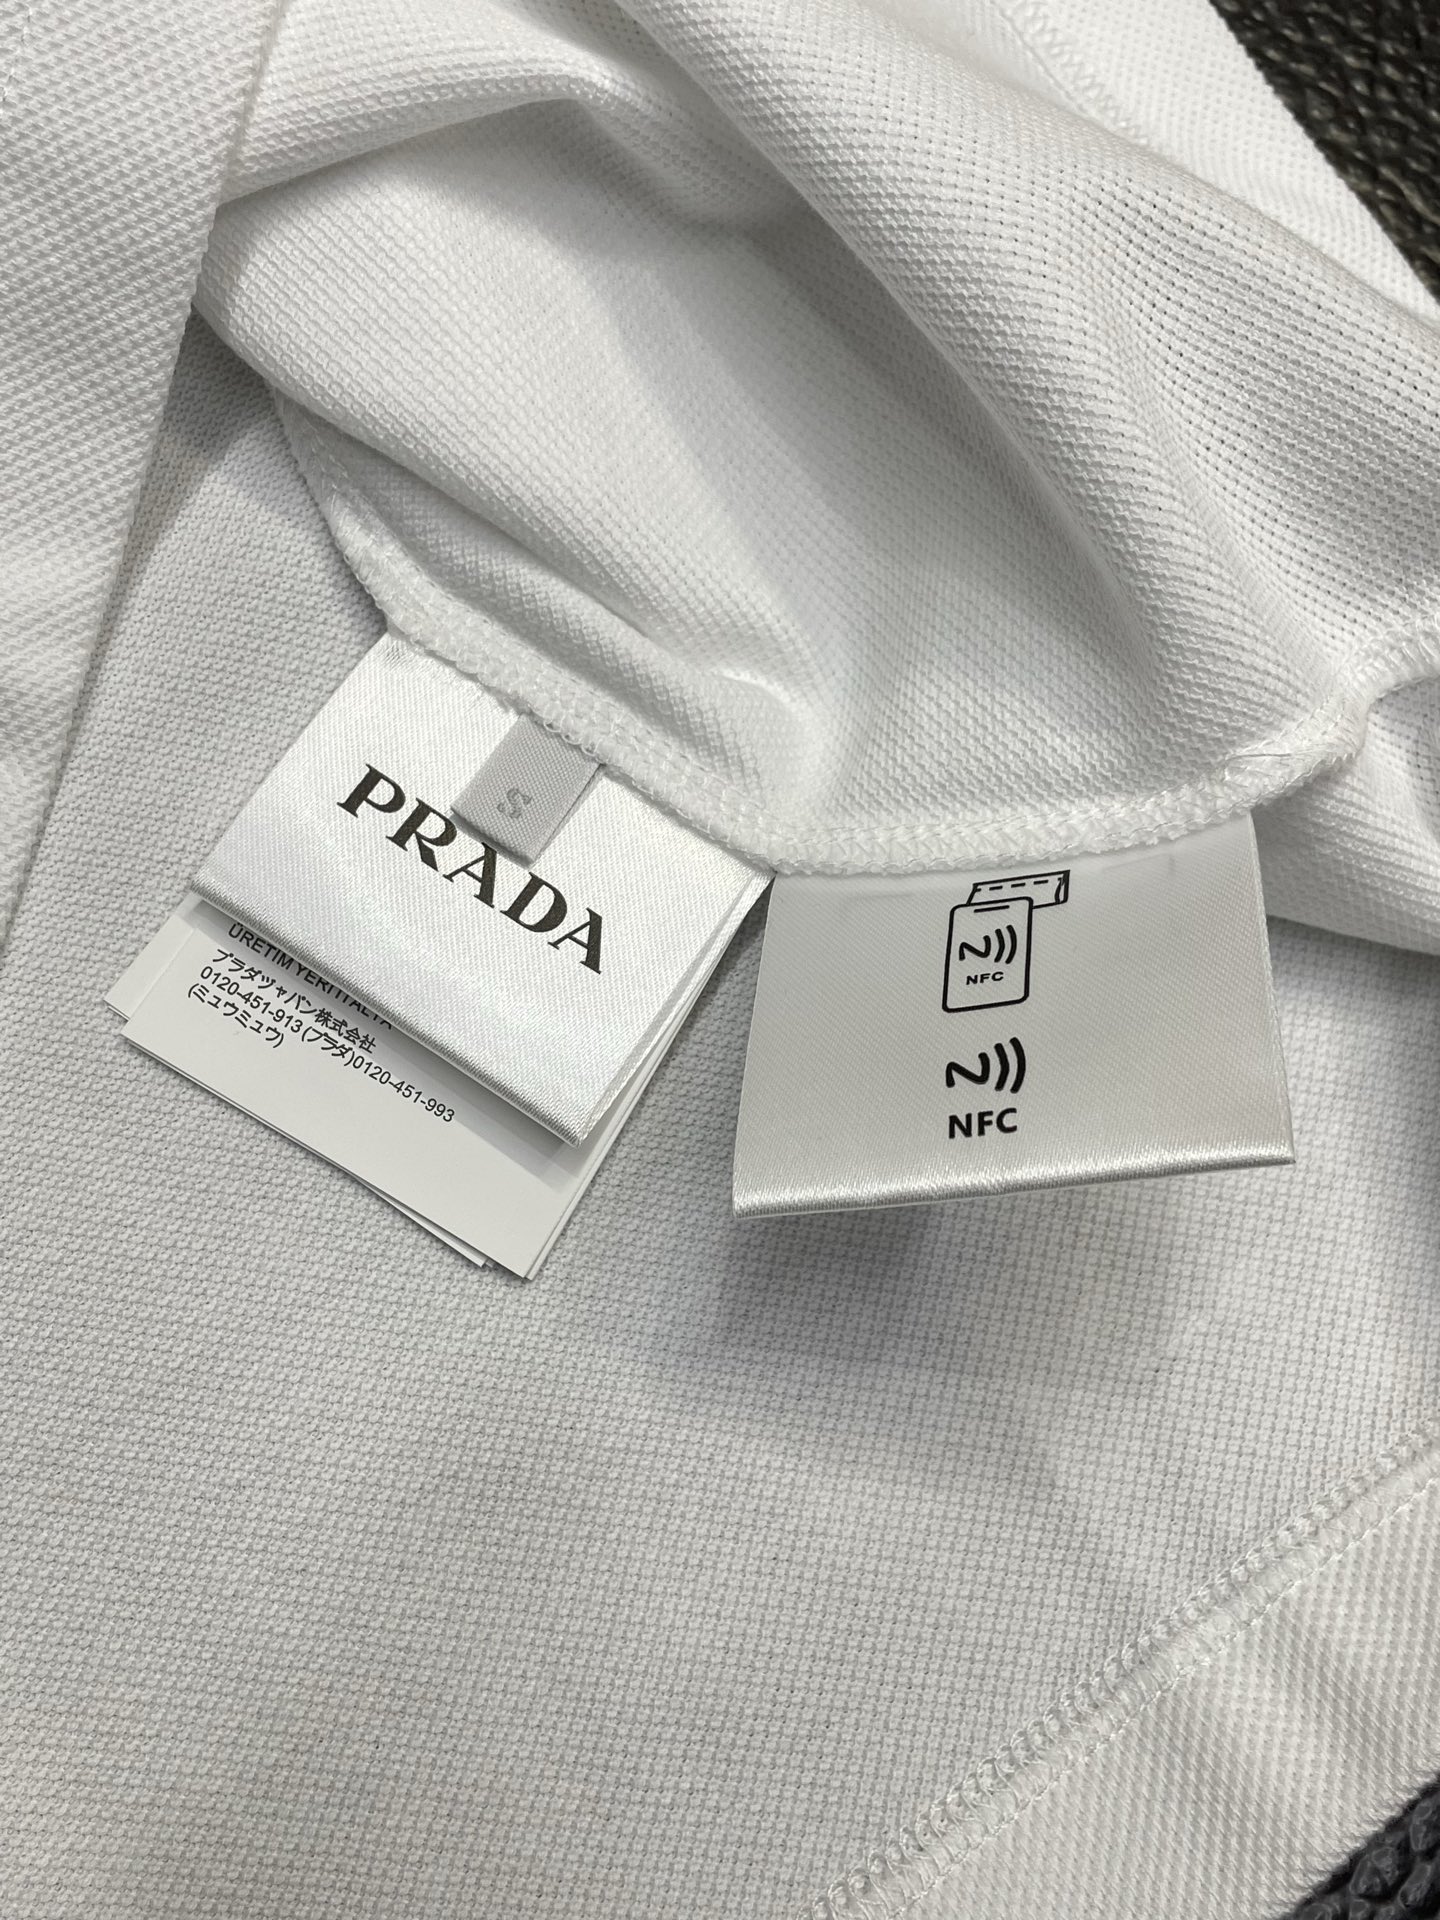 S
PRADA
ÜRETIM YERI ITALYA
プラダジャパン株式会社
0120-451-913 (プラダ)0120-451-993
(ミュウミュウ)
NFC
NFC